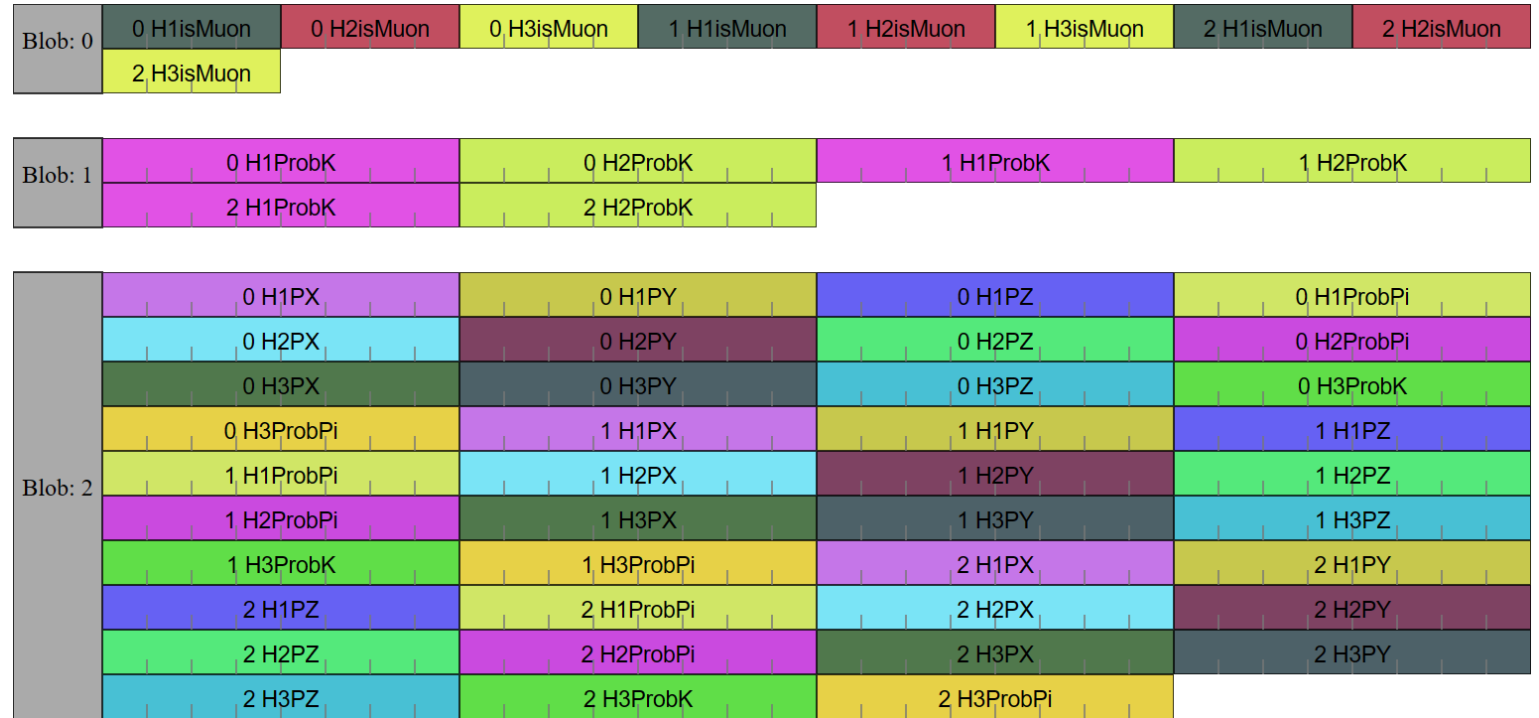 Blob: 0 0 H1isMuon 0 H2isMuon 0 H3isMuon 1 H1isMuon 1 H2isMuon 1 H3isMuon 2 H1isMuon 2 H2isMuon
2 H3isMuon
Blob: 1 0 H1ProbK 0 H2ProbK 1 H1ProbK 1 H2ProbK
2 H1ProbK 2 H2ProbK
0 H1PX 0 H1PY 0 H1PZ 0 H1ProbPi
0 H2PX 0 H2PY 0 H2PZ 0 H2ProbPi
0 H3PX 0 H3PY 0 H3PZ 0 H3ProbK
0 H3ProbPi 1 H1PX 1 H1PY 1 H1PZ
Blob: 2 1 H1ProbPi 1 H2PX 1 H2PY 1 H2PZ
1 H2ProbPi 1 H3PX 1 H3PY 1 H3PZ
1 H3ProbK 1 H3ProbPi 2 H1PX 2 H1PY
2 H1PZ 2 H1ProbPi 2 H2PX 2 H2PY
2 H2PZ 2 H2ProbPi 2 H3PX 2 H3PY
2 H3PZ 2 H3ProbK 2 H3ProbPi